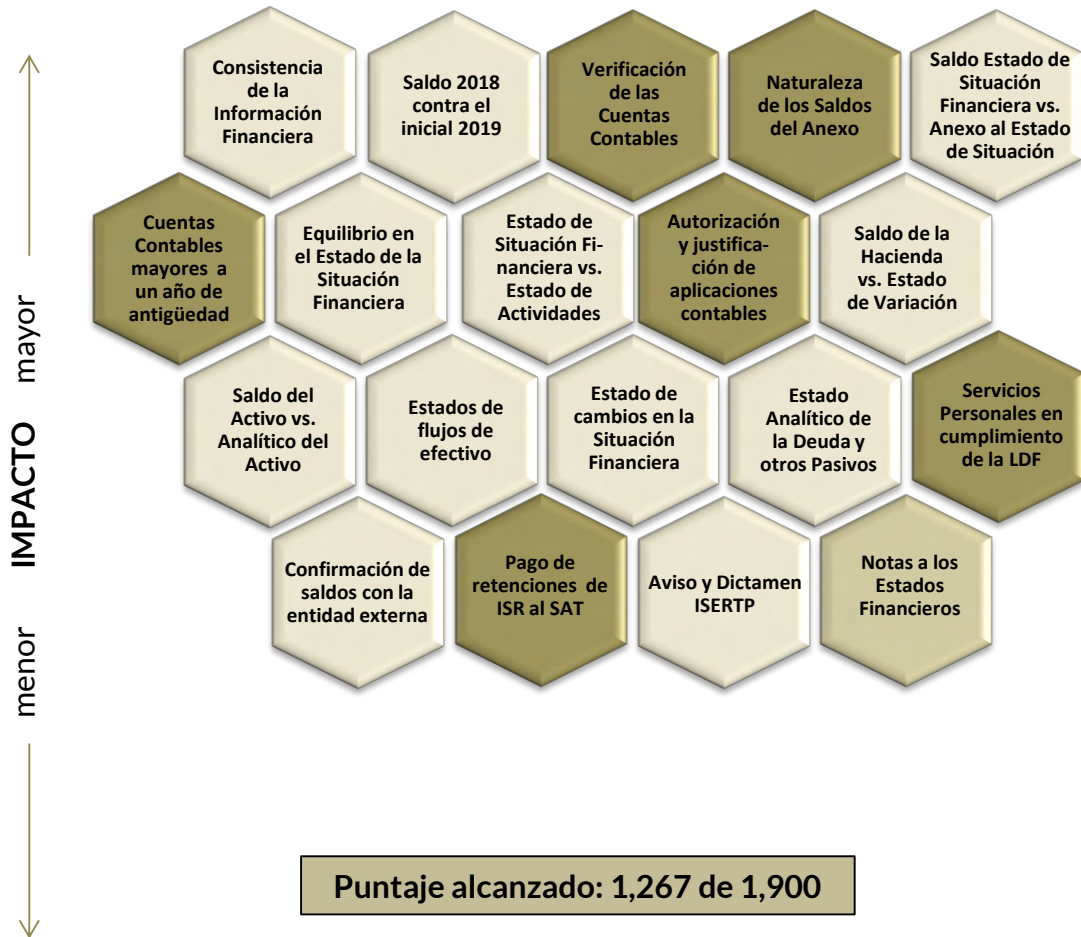 Consistencia
de la
Información
Financiera
Saldo 2018
contra el
inicial 2019
Verificación
de las
Cuentas
Contables
Naturaleza
de los Saldos
del Anexo
Saldo Estado de
Situación
Financiera vs.
Anexo al Estado
de Situación
Cuentas
Contables
mayores a
un año de
antigüedad
Equilibrio en
el Estado de la
Situación
Financiera
Estado de
Situación Fi-
nanciera vs.
Estado de
Actividades
Autorización
y justifica-
ción de
aplicaciones
contables
Saldo de la
Hacienda
vs. Estado
de Variación
Saldo del
Activo vs.
Analítico del
Activo
Estados de
flujos de
efectivo
Estado de
cambios en la
Situación
Financiera
Estado
Analítico de
la Deuda y
otros Pasivos
Servicios
Personales en
cumplimiento
de la LDF
Confirmación de
saldos con la
entidad externa
Pago de
retenciones de
ISR al SAT
Aviso y Dictamen
ISERTP
Notas a los
Estados
Financieros
menor IMPACTO mayor
Puntaje alcanzado: 1,267 de 1,900